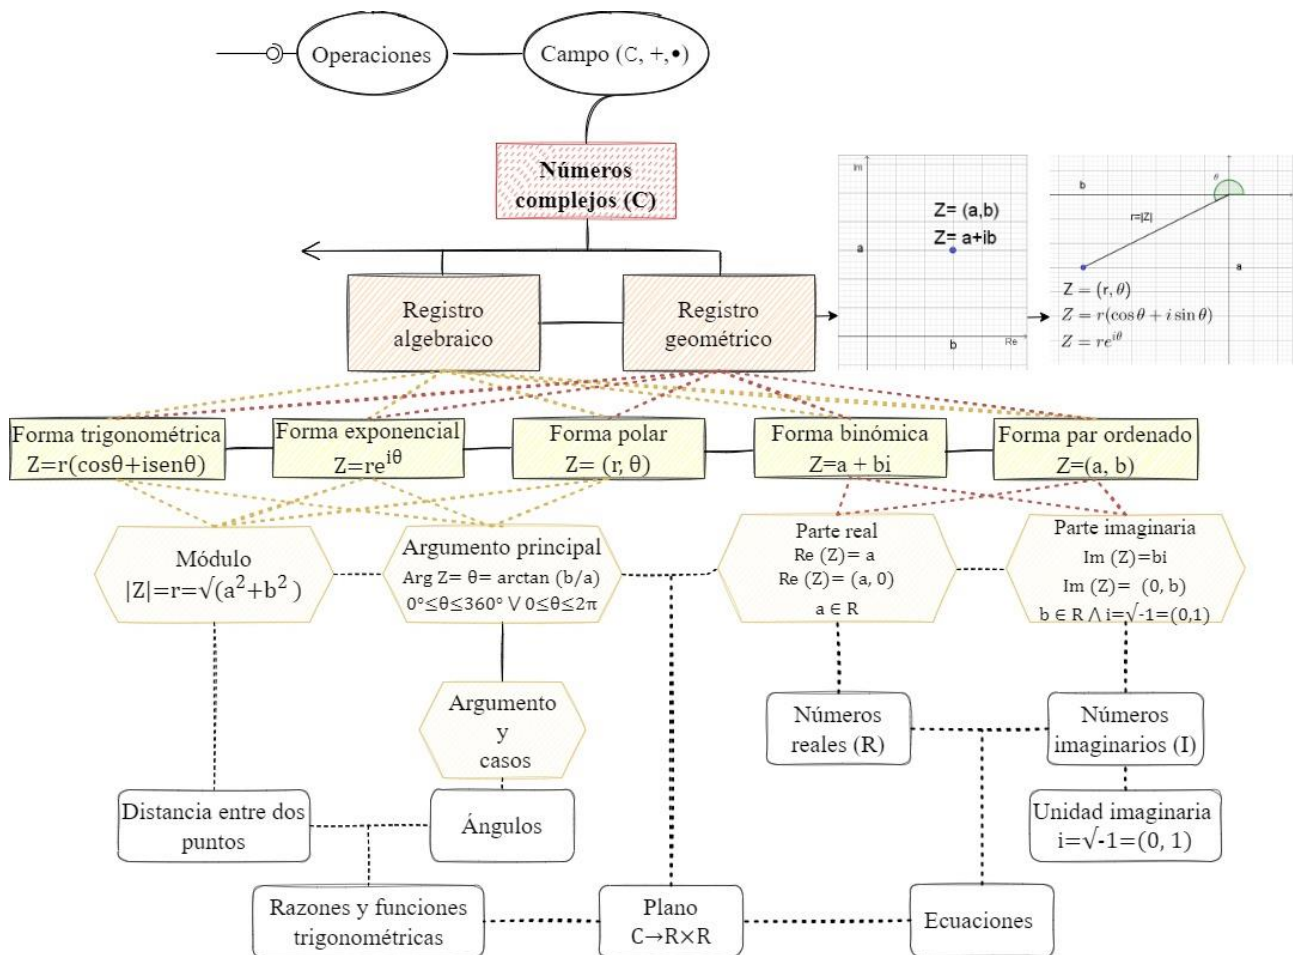 Operaciones
Campo (C, +,•)
Números
complejos (C)
Registro
algebraico
Registro
geométrico
Im
Z= (a,b)
Z= a+ib
a
b
Re
b
θ
r=|Z|
a
Z = (r, θ)
Z = r(cos θ + i sin θ)
Z = re^{iθ}
Forma trigonométrica
Z=r(cosθ+isenθ)
Forma exponencial
Z=re^{iθ}
Forma polar
Z= (r, θ)
Forma binómica
Z=a + bi
Forma par ordenado
Z=(a, b)
Módulo
|Z|=r=√(a²+b² )
Argumento principal
Arg Z= θ= arctan (b/a)
0°≤θ≤360° ∨ 0≤θ≤2π
Parte real
Re (Z)= a
Re (Z)= (a, 0)
a ∈ R
Parte imaginaria
Im (Z)=bi
Im (Z)= (0, b)
b ∈ R ∧ i=√-1=(0,1)
Argumento
y
casos
Números
reales (R)
Números
imaginarios (I)
Distancia entre dos
puntos
Ángulos
Unidad imaginaria
i=√-1=(0, 1)
Razones y funciones
trigonométricas
Plano
C→R×R
Ecuaciones